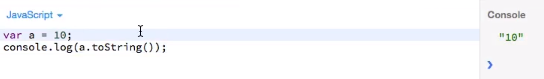 JavaScript
Console
var a = 10;
console.log(a.toString());
"10"